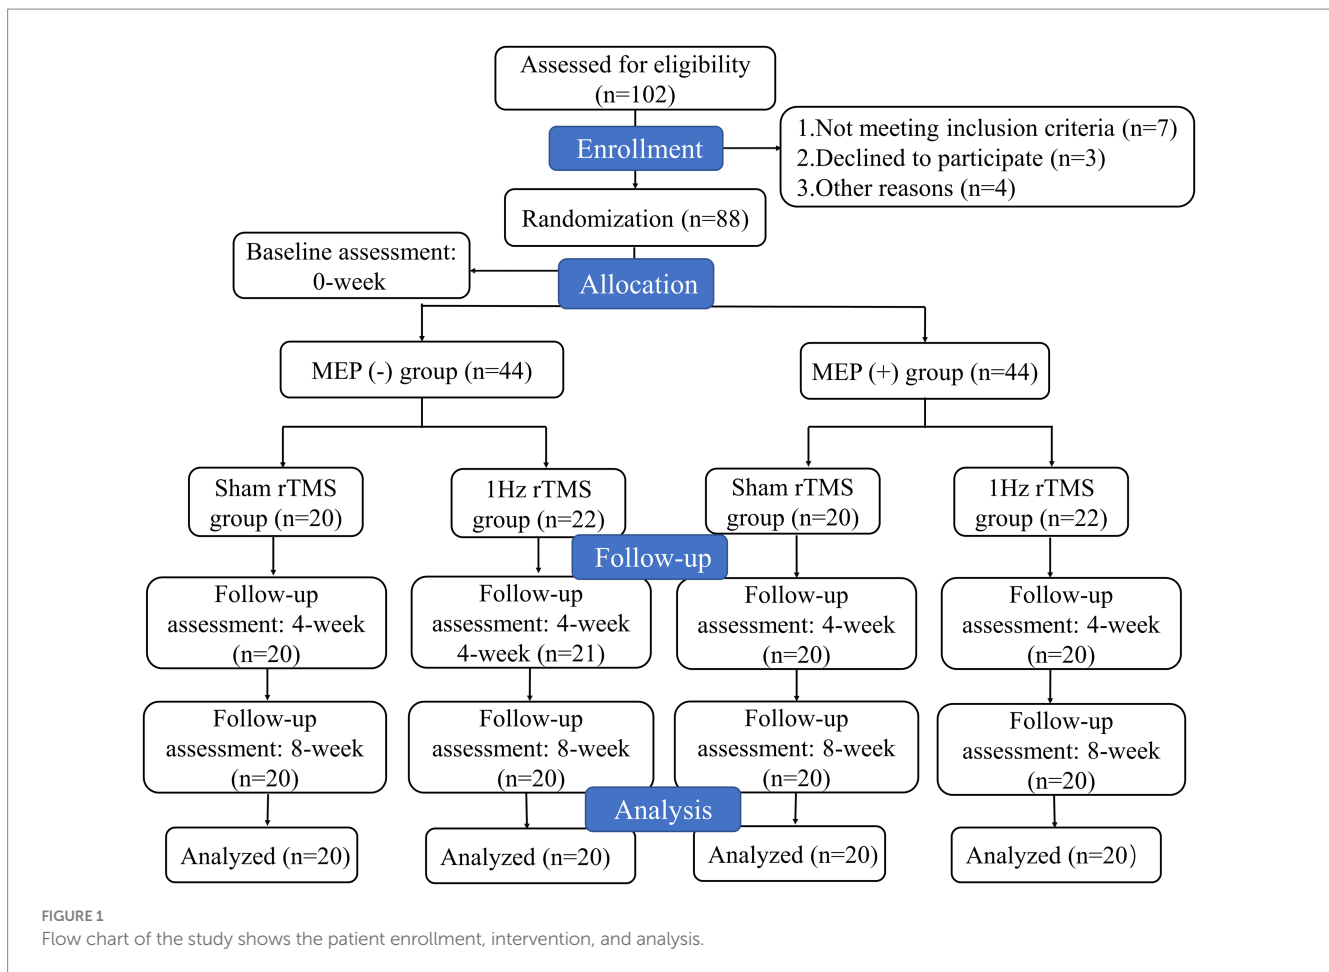 Assessed for eligibility
(n=102)
Enrollment
1.Not meeting inclusion criteria (n=7)
2.Declined to participate (n=3)
3.Other reasons (n=4)
Randomization (n=88)
Baseline assessment:
0-week
Allocation
MEP (-) group (n=44)
MEP (+) group (n=44)
Sham rTMS
group (n=20)
1Hz rTMS
group (n=22)
Sham rTMS
group (n=20)
1Hz rTMS
group (n=22)
Follow-up
Follow-up
assessment: 4-week
(n=20)
Follow-up
assessment: 4-week
4-week (n=21)
Follow-up
assessment: 4-week
(n=20)
Follow-up
assessment: 4-week
(n=20)
Follow-up
assessment: 8-week
(n=20)
Follow-up
assessment: 8-week
(n=20)
Follow-up
assessment: 8-week
(n=20)
Follow-up
assessment: 8-week
(n=20)
Analysis
Analyzed (n=20)
Analyzed (n=20)
Analyzed (n=20)
Analyzed (n=20）
FIGURE 1
Flow chart of the study shows the patient enrollment, intervention, and analysis.